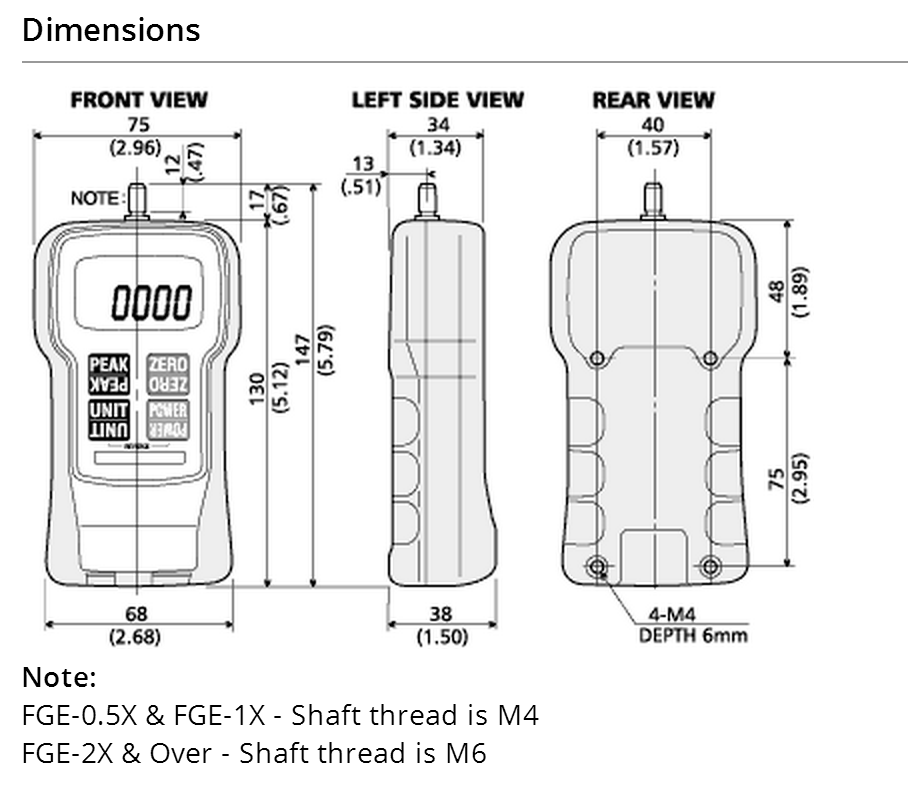 Dimensions
FRONT VIEW
75
(2.96)
12
(.47)
NOTE:
17
(.67)
0000
PEAK
PEAK
ZERO
ZERO
UNIT
UNIT
POWER
POWER
130
(5.12)
147
(5.79)
68
(2.68)
LEFT SIDE VIEW
34
(1.34)
13
(.51)
38
(1.50)
REAR VIEW
40
(1.57)
48
(1.89)
75
(2.95)
4-M4
DEPTH 6mm
Note:
FGE-0.5X & FGE-1X - Shaft thread is M4
FGE-2X & Over - Shaft thread is M6